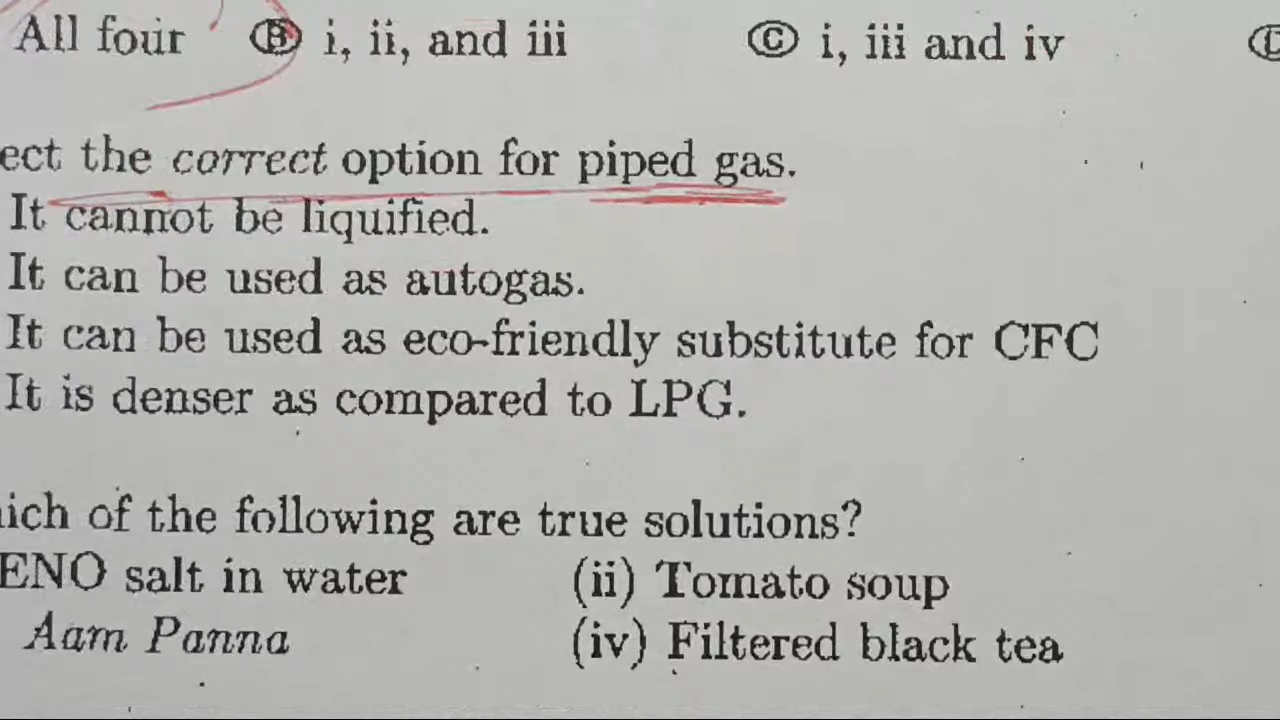 All four Ⓑ i, ii, and iii Ⓒ i, iii and iv
ect the correct option for piped gas.
It cannot be liquified.
It can be used as autogas.
It can be used as eco-friendly substitute for CFC
It is denser as compared to LPG.
ich of the following are true solutions?
ENO salt in water (ii) Tomato soup
Aam Panna (iv) Filtered black tea